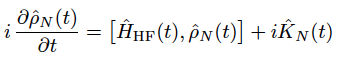 i ∂ρ̂_N(t)/∂t = [Ĥ_HF(t), ρ̂_N(t)] + iK̂_N(t)